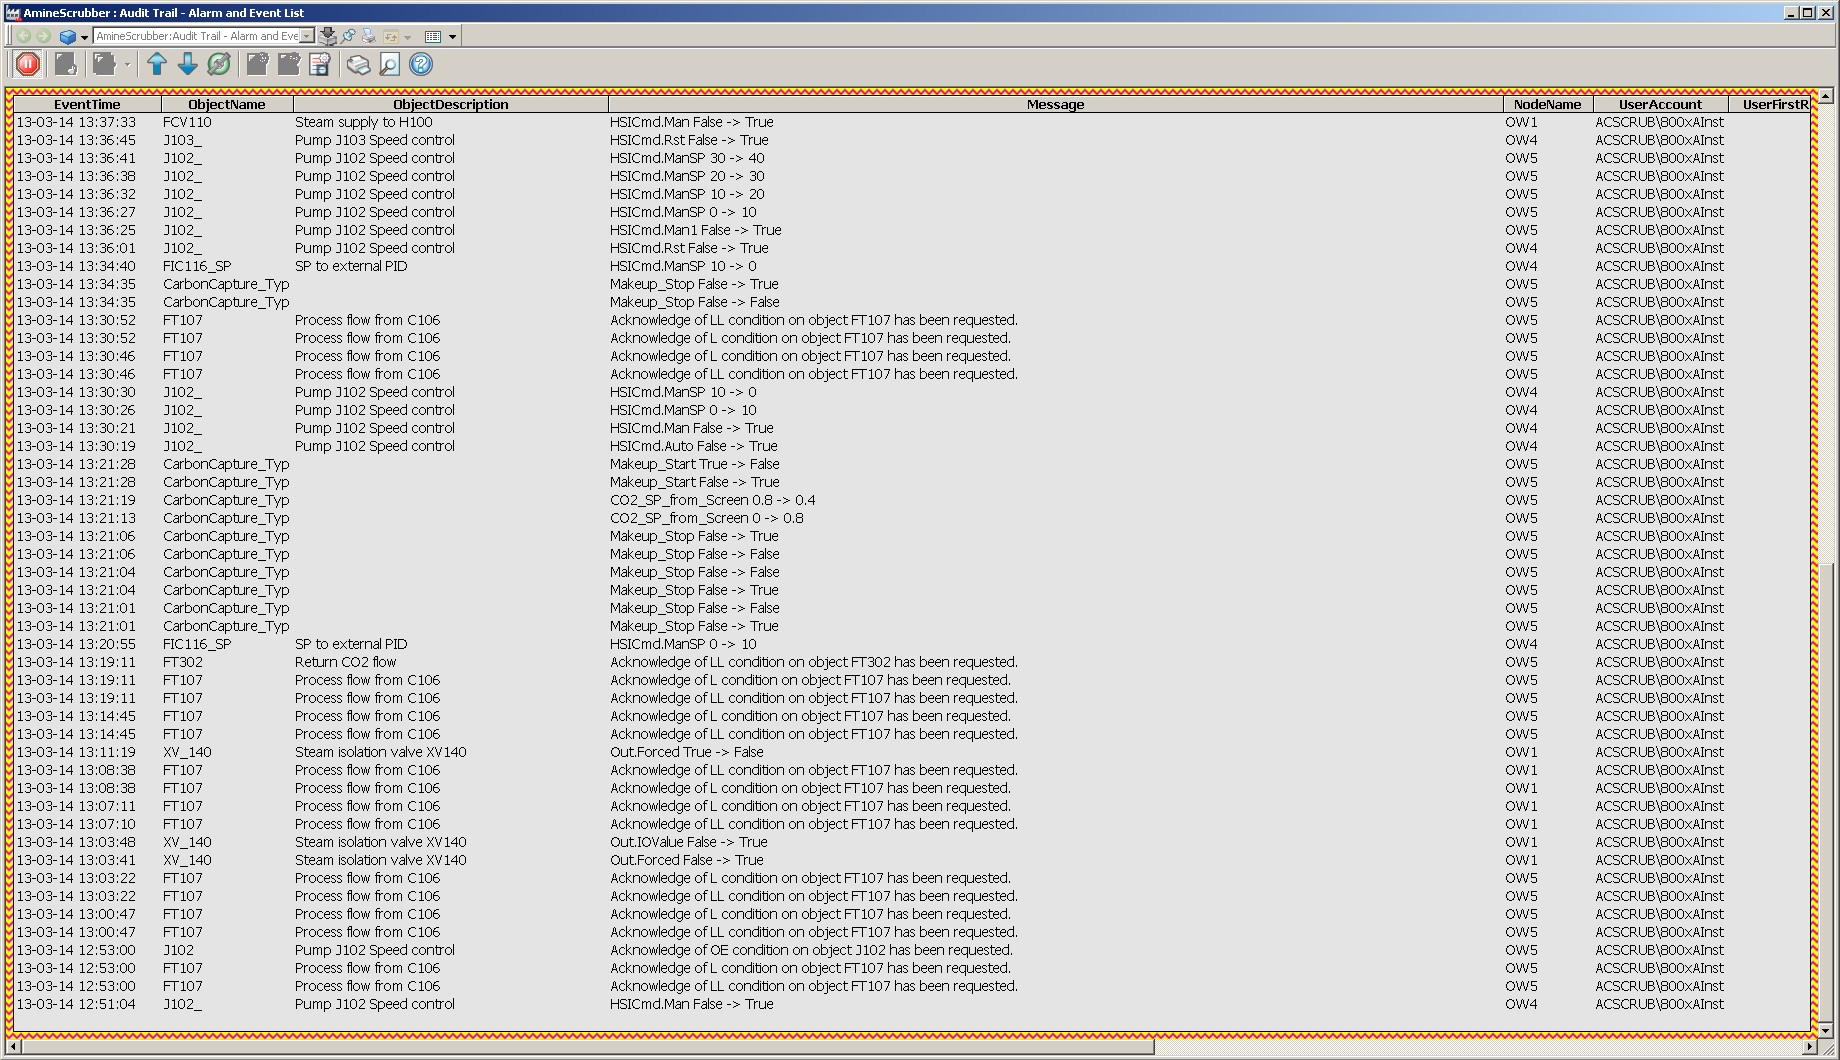 AmineScrubber : Audit Trail - Alarm and Event List
AmineScrubber:Audit Trail - Alarm and Eve
EventTime ObjectName ObjectDescription Message NodeName UserAccount UserFirstR
13-03-14 13:37:33 FCV110 Steam supply to H100 HSICmd.Man False -> True OW1 ACSCRUB\800xAInst
13-03-14 13:36:45 J103_ Pump J103 Speed control HSICmd.Rst False -> True OW4 ACSCRUB\800xAInst
13-03-14 13:36:41 J102_ Pump J102 Speed control HSICmd.ManSP 30 -> 40 OW5 ACSCRUB\800xAInst
13-03-14 13:36:38 J102_ Pump J102 Speed control HSICmd.ManSP 20 -> 30 OW5 ACSCRUB\800xAInst
13-03-14 13:36:32 J102_ Pump J102 Speed control HSICmd.ManSP 10 -> 20 OW5 ACSCRUB\800xAInst
13-03-14 13:36:27 J102_ Pump J102 Speed control HSICmd.ManSP 0 -> 10 OW5 ACSCRUB\800xAInst
13-03-14 13:36:25 J102_ Pump J102 Speed control HSICmd.Man1 False -> True OW5 ACSCRUB\800xAInst
13-03-14 13:36:01 J102_ Pump J102 Speed control HSICmd.Rst False -> True OW4 ACSCRUB\800xAInst
13-03-14 13:34:40 FIC116_SP SP to external PID HSICmd.ManSP 10 -> 0 OW4 ACSCRUB\800xAInst
13-03-14 13:34:35 CarbonCapture_Typ Makeup_Stop False -> True OW5 ACSCRUB\800xAInst
13-03-14 13:34:35 CarbonCapture_Typ Makeup_Stop False -> False OW5 ACSCRUB\800xAInst
13-03-14 13:30:52 FT107 Process flow from C106 Acknowledge of LL condition on object FT107 has been requested. OW5 ACSCRUB\800xAInst
13-03-14 13:30:52 FT107 Process flow from C106 Acknowledge of L condition on object FT107 has been requested. OW5 ACSCRUB\800xAInst
13-03-14 13:30:46 FT107 Process flow from C106 Acknowledge of L condition on object FT107 has been requested. OW5 ACSCRUB\800xAInst
13-03-14 13:30:46 FT107 Process flow from C106 Acknowledge of LL condition on object FT107 has been requested. OW5 ACSCRUB\800xAInst
13-03-14 13:30:30 J102_ Pump J102 Speed control HSICmd.ManSP 10 -> 0 OW4 ACSCRUB\800xAInst
13-03-14 13:30:26 J102_ Pump J102 Speed control HSICmd.ManSP 0 -> 10 OW4 ACSCRUB\800xAInst
13-03-14 13:30:21 J102_ Pump J102 Speed control HSICmd.Man False -> True OW4 ACSCRUB\800xAInst
13-03-14 13:30:19 J102_ Pump J102 Speed control HSICmd.Auto False -> True OW4 ACSCRUB\800xAInst
13-03-14 13:21:28 CarbonCapture_Typ Makeup_Start True -> False OW5 ACSCRUB\800xAInst
13-03-14 13:21:28 CarbonCapture_Typ Makeup_Start False -> True OW5 ACSCRUB\800xAInst
13-03-14 13:21:19 CarbonCapture_Typ CO2_SP_from_Screen 0.8 -> 0.4 OW5 ACSCRUB\800xAInst
13-03-14 13:21:13 CarbonCapture_Typ CO2_SP_from_Screen 0 -> 0.8 OW5 ACSCRUB\800xAInst
13-03-14 13:21:06 CarbonCapture_Typ Makeup_Stop False -> True OW5 ACSCRUB\800xAInst
13-03-14 13:21:06 CarbonCapture_Typ Makeup_Stop False -> False OW5 ACSCRUB\800xAInst
13-03-14 13:21:04 CarbonCapture_Typ Makeup_Stop False -> False OW5 ACSCRUB\800xAInst
13-03-14 13:21:04 CarbonCapture_Typ Makeup_Stop False -> True OW5 ACSCRUB\800xAInst
13-03-14 13:21:01 CarbonCapture_Typ Makeup_Stop False -> False OW5 ACSCRUB\800xAInst
13-03-14 13:21:01 CarbonCapture_Typ Makeup_Stop False -> True OW5 ACSCRUB\800xAInst
13-03-14 13:20:55 FIC116_SP SP to external PID HSICmd.ManSP 0 -> 10 OW4 ACSCRUB\800xAInst
13-03-14 13:19:11 FT302 Return CO2 flow Acknowledge of LL condition on object FT302 has been requested. OW5 ACSCRUB\800xAInst
13-03-14 13:19:11 FT107 Process flow from C106 Acknowledge of L condition on object FT107 has been requested. OW5 ACSCRUB\800xAInst
13-03-14 13:19:11 FT107 Process flow from C106 Acknowledge of LL condition on object FT107 has been requested. OW5 ACSCRUB\800xAInst
13-03-14 13:14:45 FT107 Process flow from C106 Acknowledge of L condition on object FT107 has been requested. OW5 ACSCRUB\800xAInst
13-03-14 13:14:45 FT107 Process flow from C106 Acknowledge of LL condition on object FT107 has been requested. OW5 ACSCRUB\800xAInst
13-03-14 13:11:19 XV_140 Steam isolation valve XV140 Out.Forced True -> False OW1 ACSCRUB\800xAInst
13-03-14 13:08:38 FT107 Process flow from C106 Acknowledge of LL condition on object FT107 has been requested. OW1 ACSCRUB\800xAInst
13-03-14 13:08:38 FT107 Process flow from C106 Acknowledge of L condition on object FT107 has been requested. OW1 ACSCRUB\800xAInst
13-03-14 13:07:11 FT107 Process flow from C106 Acknowledge of L condition on object FT107 has been requested. OW1 ACSCRUB\800xAInst
13-03-14 13:07:10 FT107 Process flow from C106 Acknowledge of LL condition on object FT107 has been requested. OW1 ACSCRUB\800xAInst
13-03-14 13:03:48 XV_140 Steam isolation valve XV140 Out.IOValue False -> True OW1 ACSCRUB\800xAInst
13-03-14 13:03:41 XV_140 Steam isolation valve XV140 Out.Forced False -> True OW1 ACSCRUB\800xAInst
13-03-14 13:03:22 FT107 Process flow from C106 Acknowledge of L condition on object FT107 has been requested. OW5 ACSCRUB\800xAInst
13-03-14 13:03:22 FT107 Process flow from C106 Acknowledge of LL condition on object FT107 has been requested. OW5 ACSCRUB\800xAInst
13-03-14 13:00:47 FT107 Process flow from C106 Acknowledge of L condition on object FT107 has been requested. OW5 ACSCRUB\800xAInst
13-03-14 13:00:47 FT107 Process flow from C106 Acknowledge of LL condition on object FT107 has been requested. OW5 ACSCRUB\800xAInst
13-03-14 12:53:00 J102 Pump J102 Speed control Acknowledge of OE condition on object J102 has been requested. OW5 ACSCRUB\800xAInst
13-03-14 12:53:00 FT107 Process flow from C106 Acknowledge of L condition on object FT107 has been requested. OW5 ACSCRUB\800xAInst
13-03-14 12:53:00 FT107 Process flow from C106 Acknowledge of LL condition on object FT107 has been requested. OW5 ACSCRUB\800xAInst
13-03-14 12:51:04 J102_ Pump J102 Speed control HSICmd.Man False -> True OW4 ACSCRUB\800xAInst